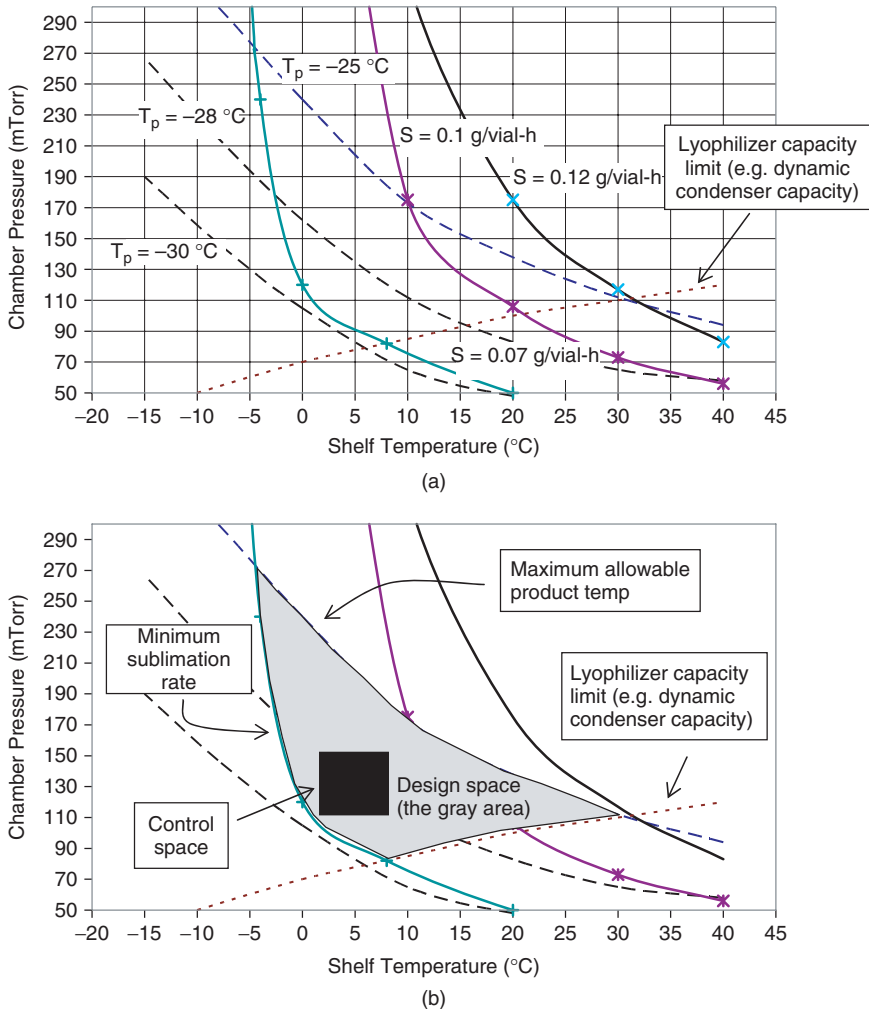 Chamber Pressure (mTorr)
290
270
250
230
210
190
170
150
130
110
90
70
50
T_p = −25 °C
T_p = −28 °C
T_p = −30 °C
S = 0.1 g/vial-h
S = 0.12 g/vial-h
S = 0.07 g/vial-h
Lyophilizer capacity
limit (e.g. dynamic
condenser capacity)
−20 −15 −10 −5 0 5 10 15 20 25 30 35 40 45
Shelf Temperature (°C)
(a)
Chamber Pressure (mTorr)
290
270
250
230
210
190
170
150
130
110
90
70
50
Maximum allowable
product temp
Minimum
sublimation
rate
Lyophilizer capacity
limit (e.g. dynamic
condenser capacity)
Design space
(the gray area)
Control
space
−20 −15 −10 −5 0 5 10 15 20 25 30 35 40 45
Shelf Temperature (°C)
(b)